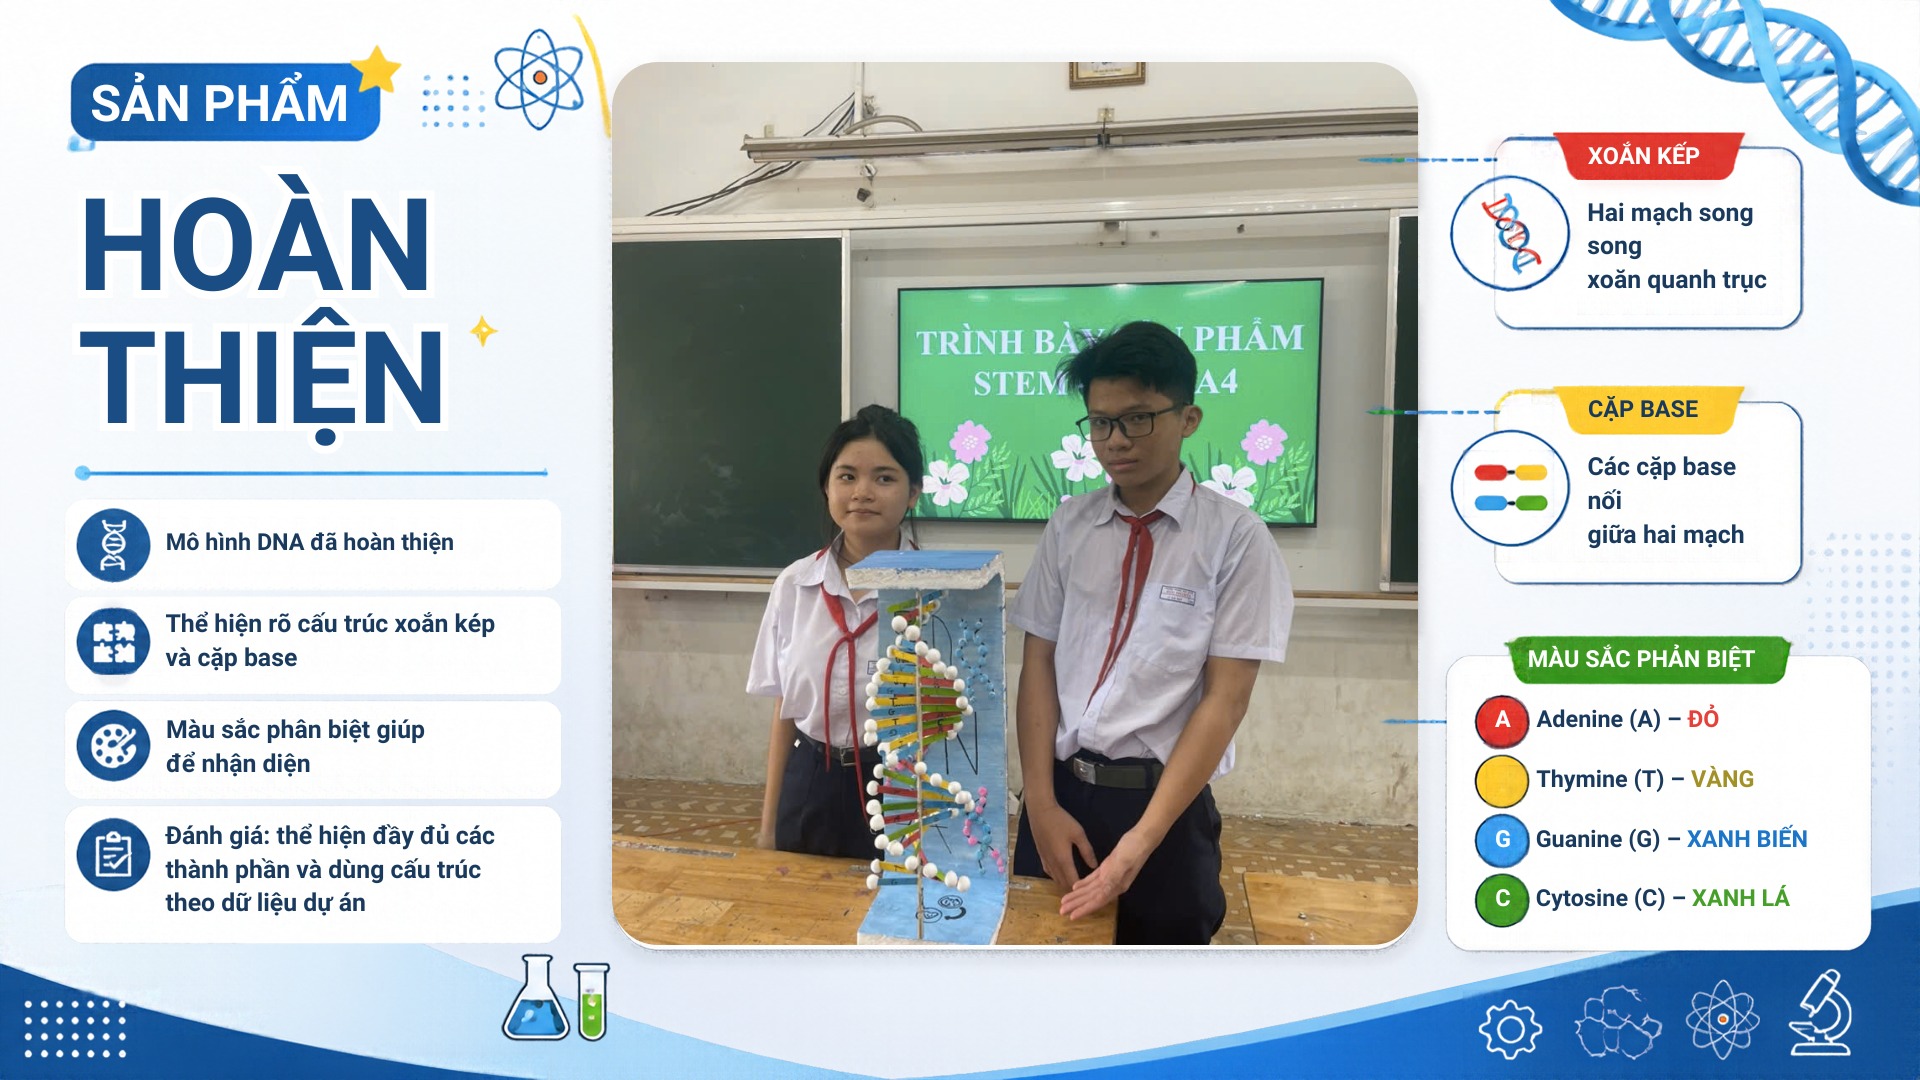 SẢN PHẨM
HOÀN
THIỆN
Mô hình DNA đã hoàn thiện
Thể hiện rõ cấu trúc xoắn kép
và cặp base
Màu sắc phân biệt giúp
để nhận diện
Đánh giá: thể hiện đầy đủ các
thành phần và dùng cấu trúc
theo dữ liệu dự án
TRÌNH BÀY PHẨM
STEM A4
XOẮN KẾP
Hai mạch song
song
xoăn quanh trục
CẶP BASE
Các cặp base
nối
giữa hai mạch
MÀU SẮC PHẢN BIỆT
A Adenine (A) – ĐỎ
Thymine (T) – VÀNG
G Guanine (G) – XANH BIẾN
C Cytosine (C) – XANH LÁ